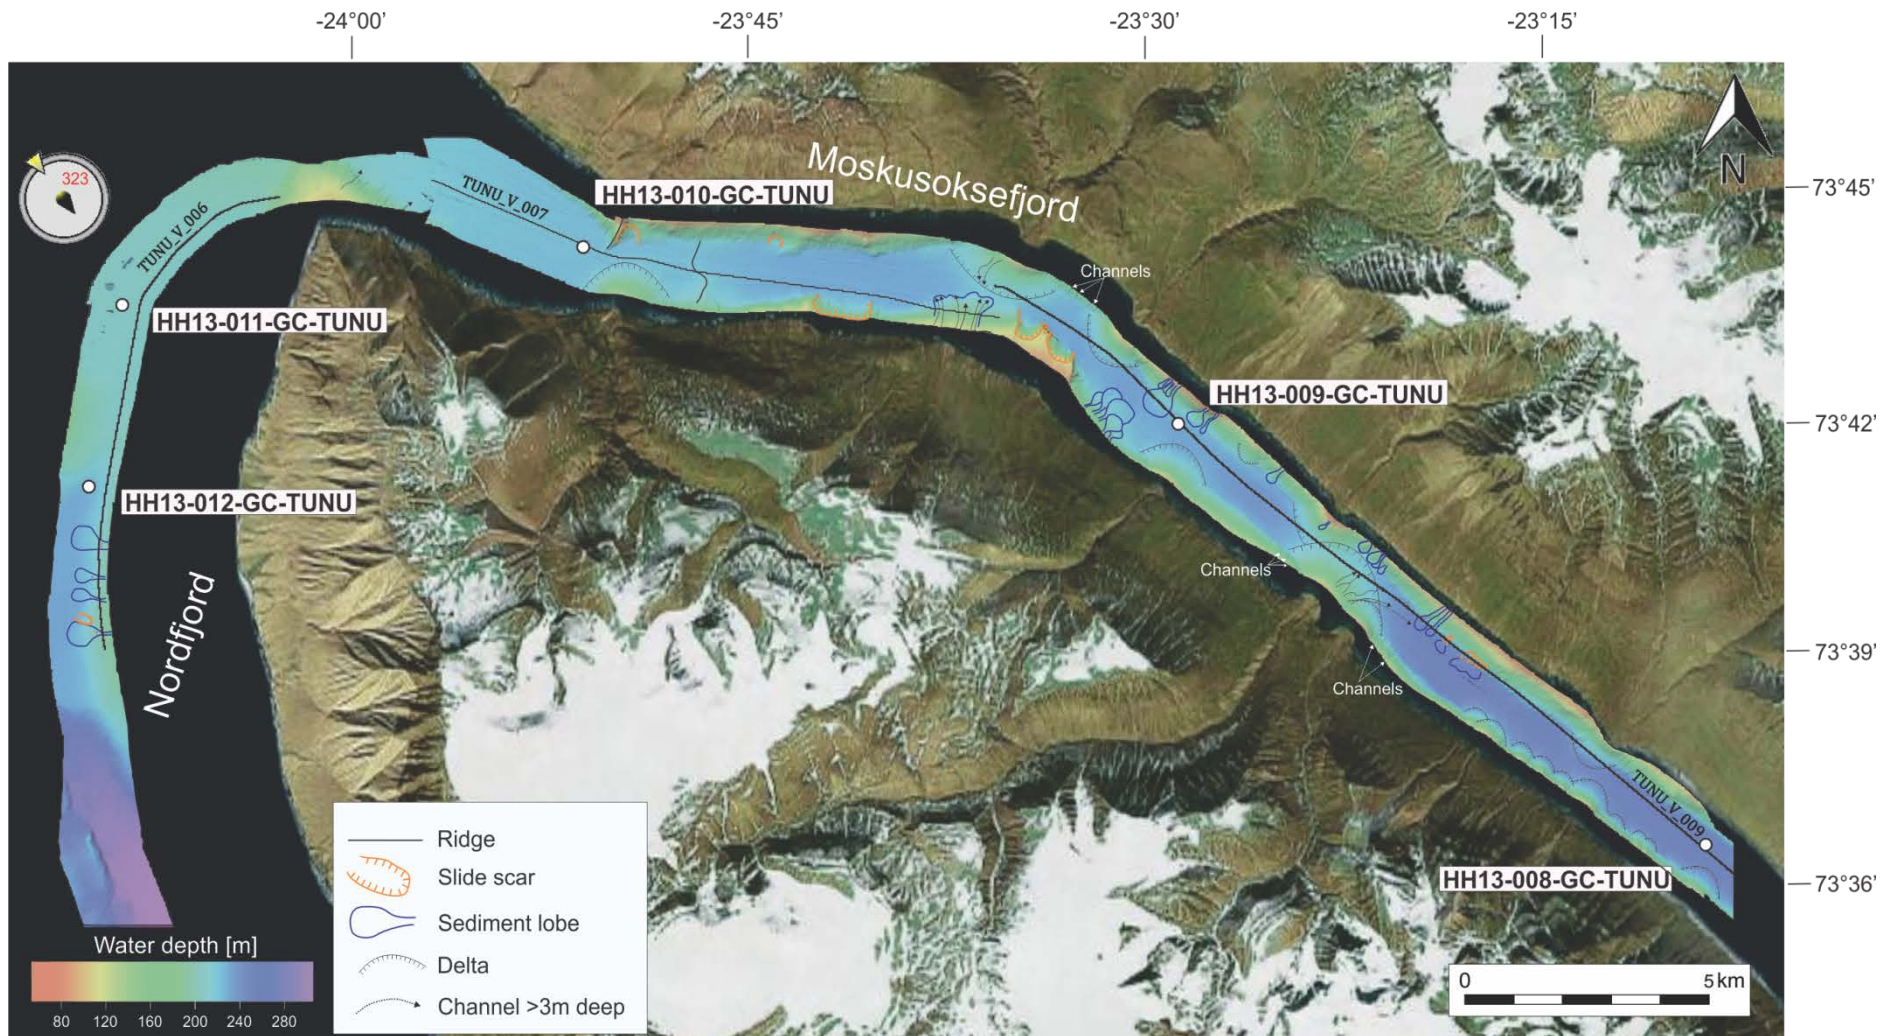 -24°00’
-23°45’
-23°30’
-23°15’
73°45’
73°42’
73°39’
73°36’
N
323
Moskusoksefjord
TUNU_V_006
TUNU_V_007
HH13-010-GC-TUNU
HH13-011-GC-TUNU
Channels
HH13-009-GC-TUNU
HH13-012-GC-TUNU
Channels
Nordfjord
Channels
TUNU_V_009
HH13-008-GC-TUNU
Ridge
Slide scar
Sediment lobe
Delta
Channel >3m deep
Water depth [m]
80 120 160 200 240 280
0 5 km